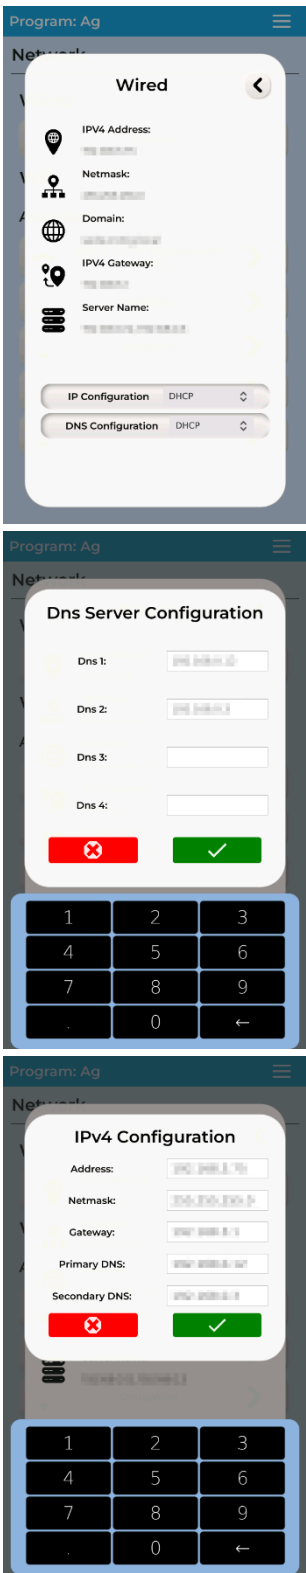 Program: Ag
Wired
IPV4 Address:
Netmask:
Domain:
IPV4 Gateway:
Server Name:
IP Configuration DHCP
DNS Configuration DHCP
Program: Ag
Dns Server Configuration
Dns 1:
Dns 2:
Dns 3:
Dns 4:
1 2 3
4 5 6
7 8 9
. 0 ←
Program: Ag
IPv4 Configuration
Address:
Netmask:
Gateway:
Primary DNS:
Secondary DNS:
1 2 3
4 5 6
7 8 9
. 0 ←